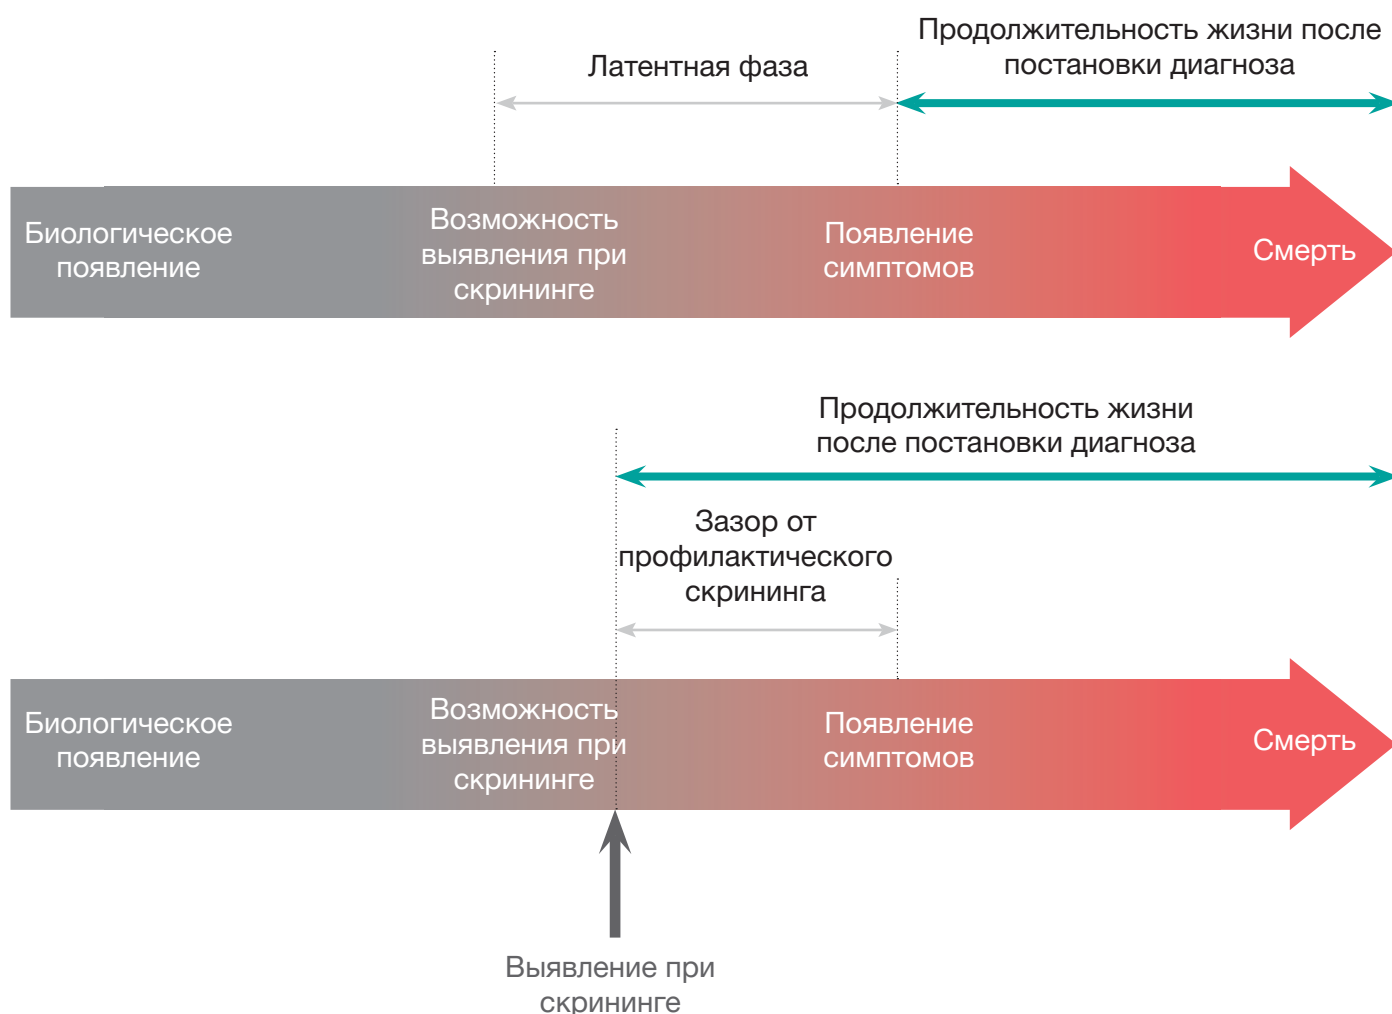 Латентная фаза
Продолжительность жизни после
постановки диагноза
Биологическое
появление
Возможность
выявления при
скрининге
Появление
симптомов
Смерть
Продолжительность жизни
после постановки диагноза
Зазор от
профилактического
скрининга
Биологическое
появление
Возможность
выявления при
скрининге
Появление
симптомов
Смерть
Выявление при
скрининге